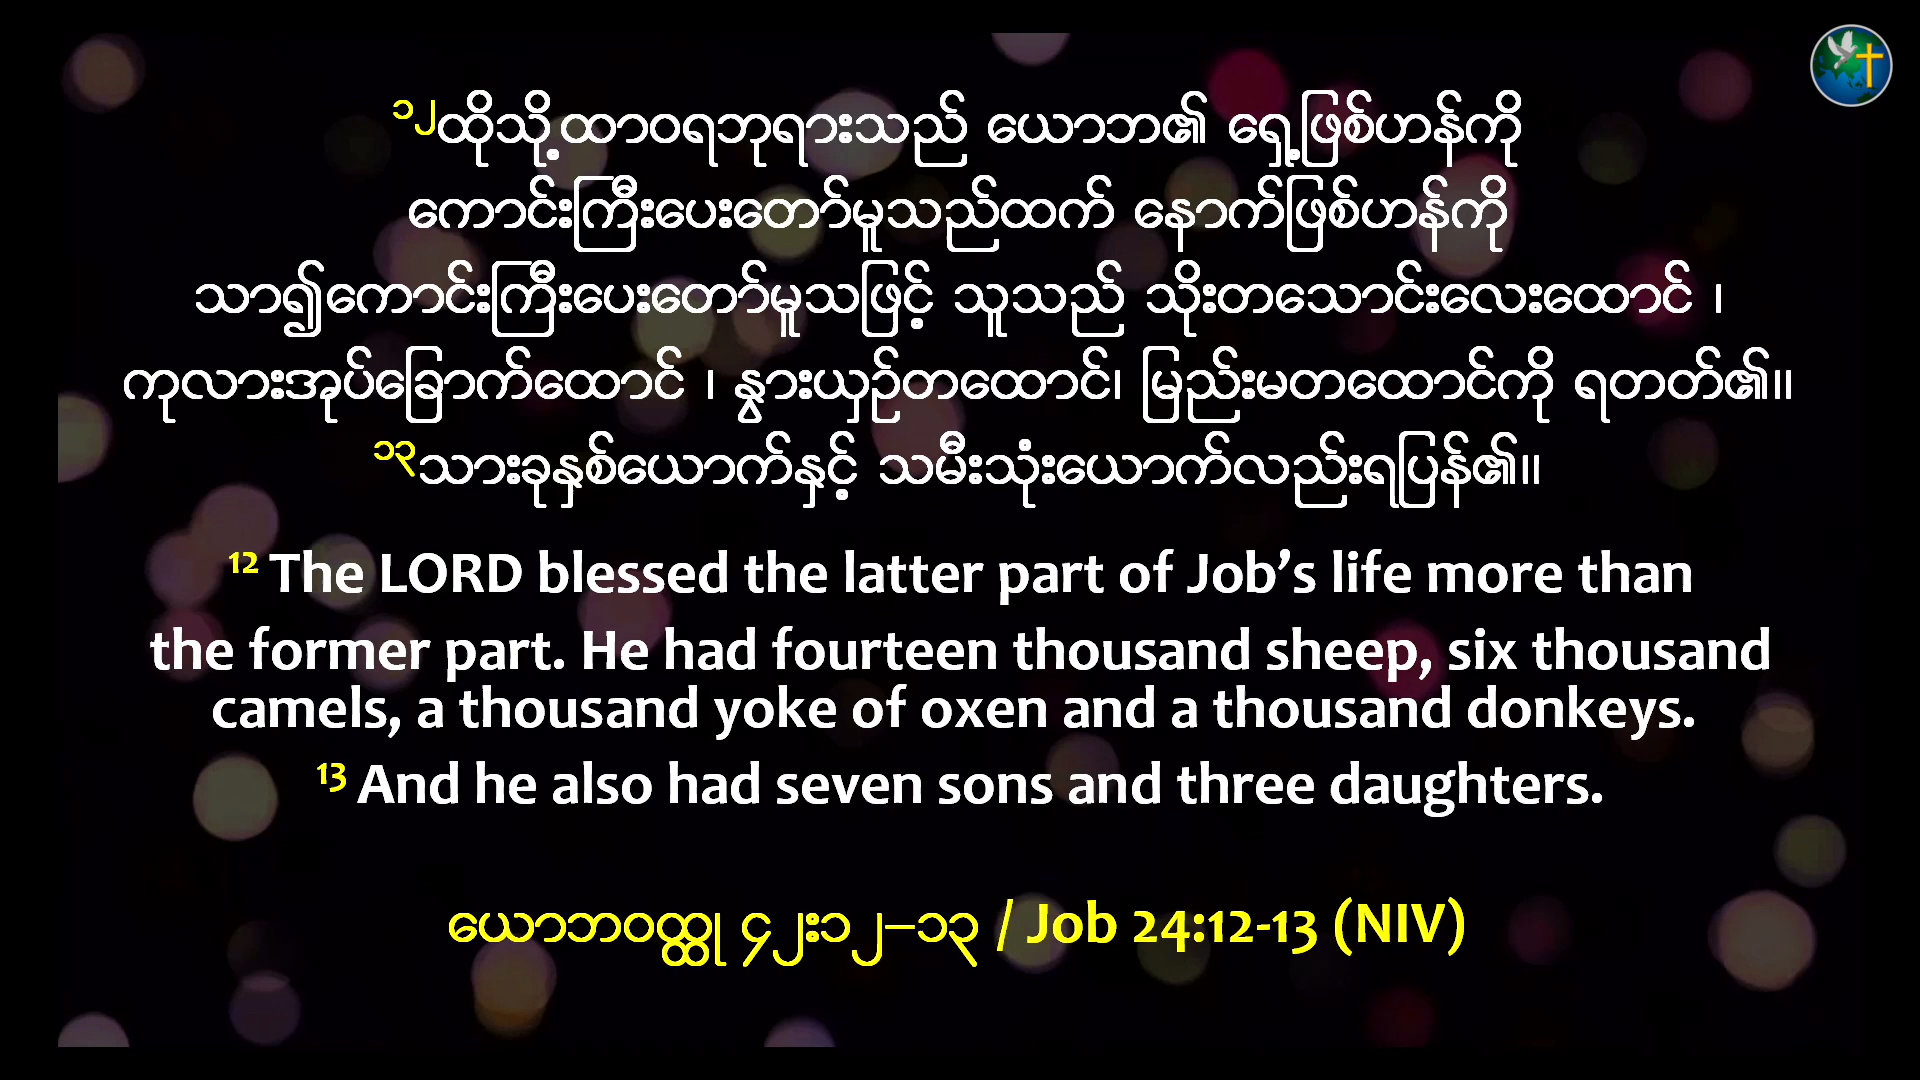 ၁၂ထိုသို့ထာဝရဘုရားသည် ယောဘ၏ ရှေ့ဖြစ်ဟန်ကို
ကောင်းကြီးပေးတော်မူသည်ထက် နောက်ဖြစ်ဟန်ကို
သာ၍ကောင်းကြီးပေးတော်မူသဖြင့် သူသည် သိုးတသောင်းလေးထောင် ၊
ကုလားအုပ်ခြောက်ထောင် ၊ နွားယှဉ်တထောင်၊ မြည်းမတထောင်ကို ရတတ်၏။
၁၃သားခုနှစ်ယောက်နှင့် သမီးသုံးယောက်လည်းရပြန်၏။
12 The LORD blessed the latter part of Job’s life more than
the former part. He had fourteen thousand sheep, six thousand
camels, a thousand yoke of oxen and a thousand donkeys.
13 And he also had seven sons and three daughters.
ယောဘဝတ္ထု ၄၂း၁၂–၁၃ / Job 24:12-13 (NIV)